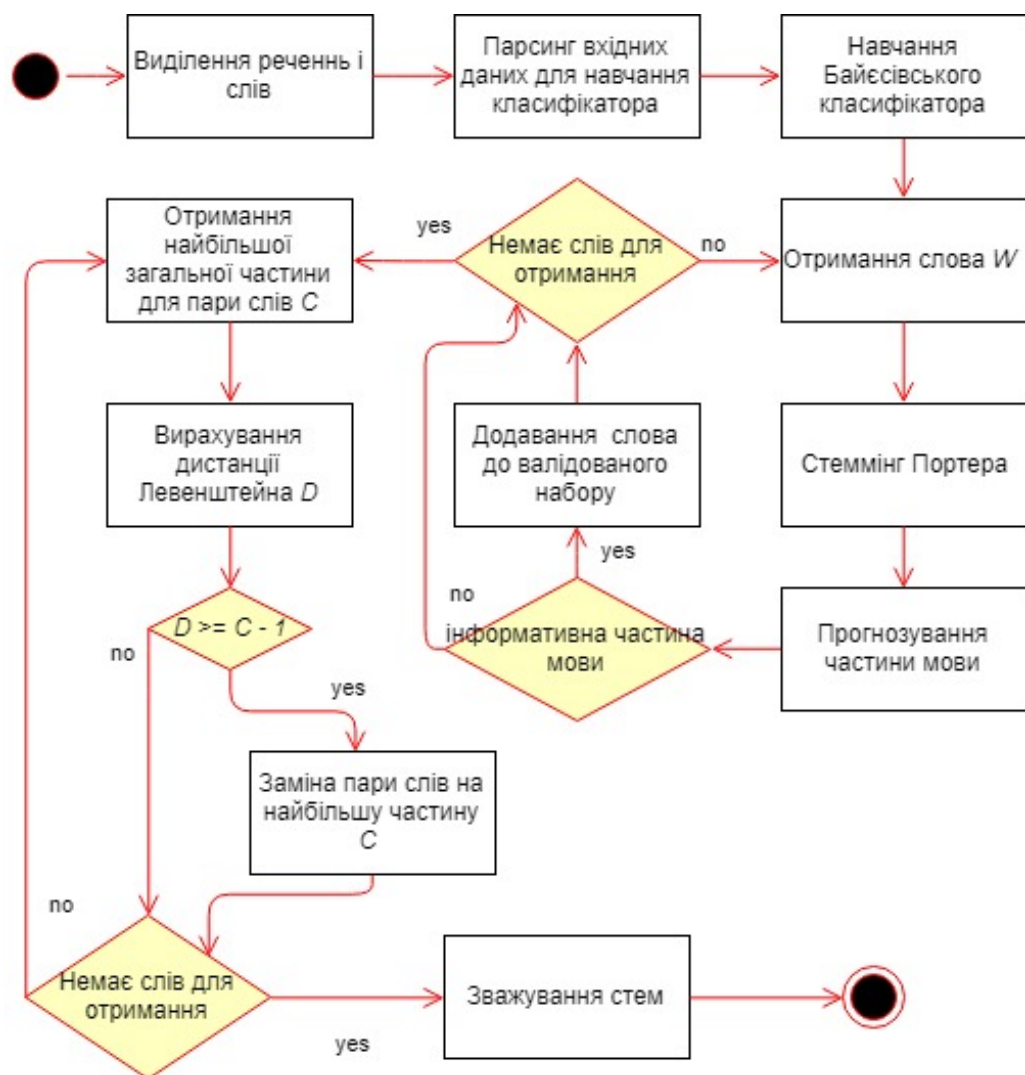 Виділення реченнь і
слів
Парсинг вхідних
даних для навчання
класифікатора
Навчання
Байєсівського
класифікатора
Отримання
найбільшої
загальної частини
для пари слів C
yes
Немає слів для
отримання
no
Отримання слова W
Вирахування
дистанції
Левенштейна D
Додавання слова
до валідованого
набору
Стеммінг Портера
yes
no
інформативна частина
мови
Прогнозування
частини мови
D >= C - 1
no
yes
Заміна пари слів на
найбільшу частину
C
no
Немає слів для
отримання
yes
Зважування стем